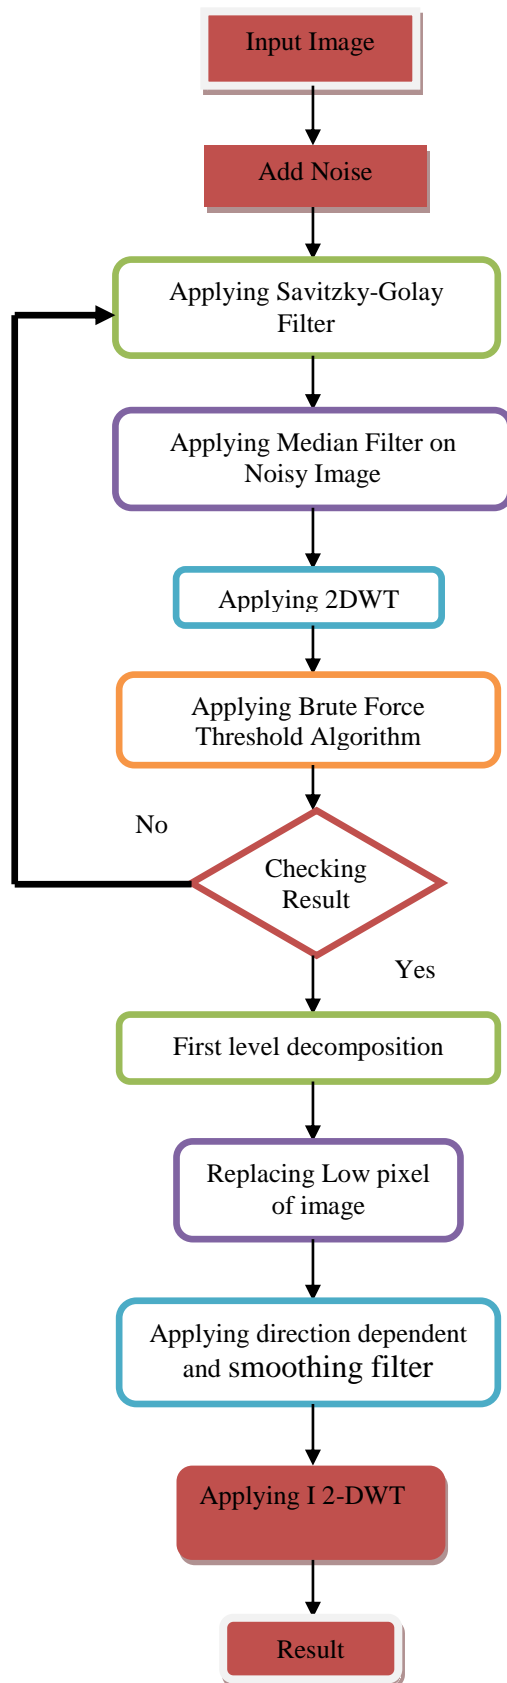 Input Image
Add Noise
Applying Savitzky-Golay
Filter
Applying Median Filter on
Noisy Image
Applying 2DWT
Applying Brute Force
Threshold Algorithm
No
Checking
Result
Yes
First level decomposition
Replacing Low pixel
of image
Applying direction dependent
and smoothing filter
Applying I 2-DWT
Result